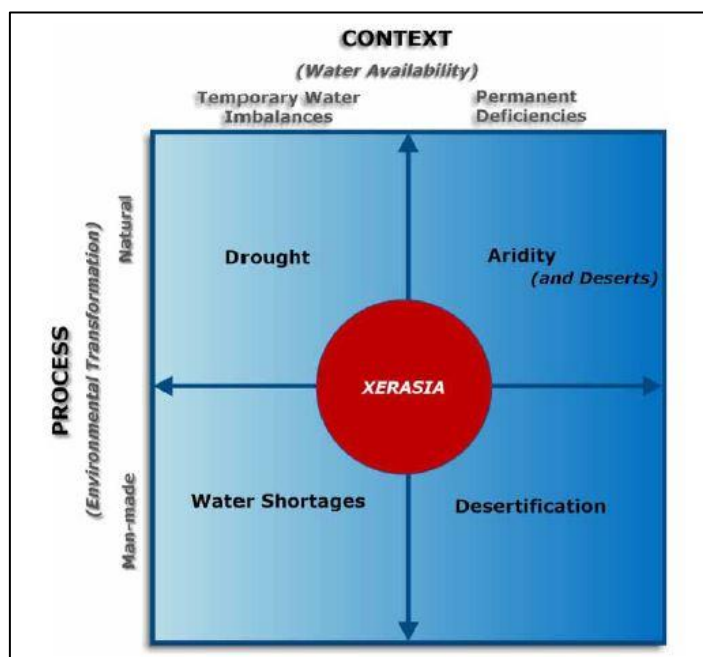 CONTEXT
(Water Availability)
Temporary Water
Imbalances
Permanent
Deficiencies
PROCESS
(Environmental Transformation)
Natural
Man-made
Drought
Aridity
(and Deserts)
XERASIA
Water Shortages
Desertification